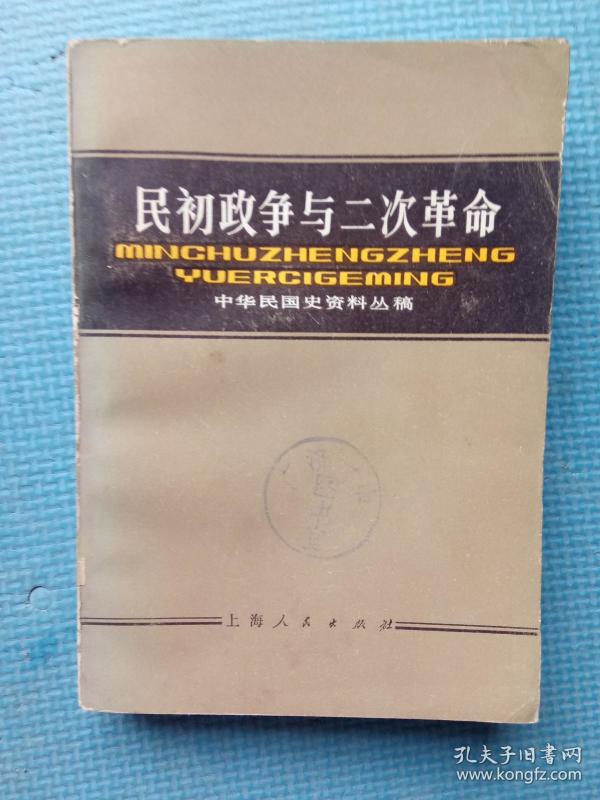 民初政争与二次革命
MINCHUZHENGZHENG
YUERCIGEMING
中华民国史资料丛稿
上海人民出版社
孔夫子旧书网
www.kongfz.com